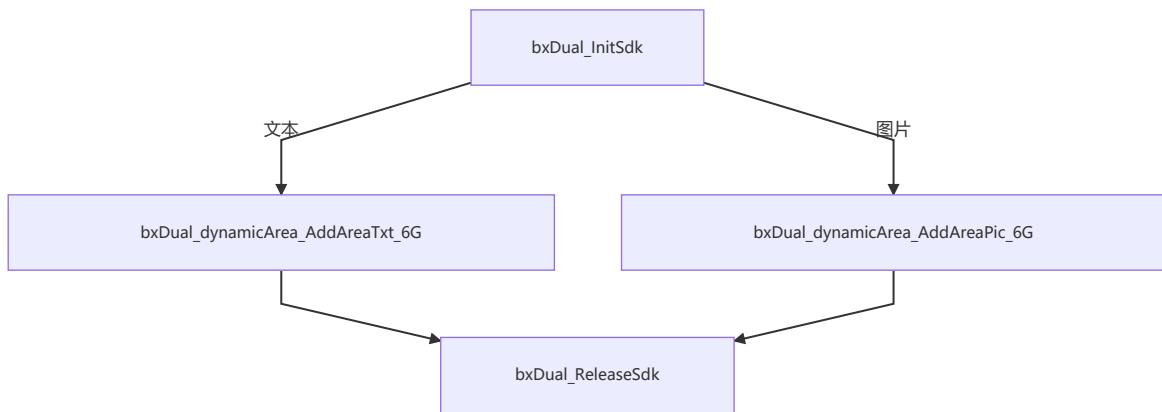 bxDual_InitSdk
文本
图片
bxDual_dynamicArea_AddAreaTxt_6G
bxDual_dynamicArea_AddAreaPic_6G
bxDual_ReleaseSdk